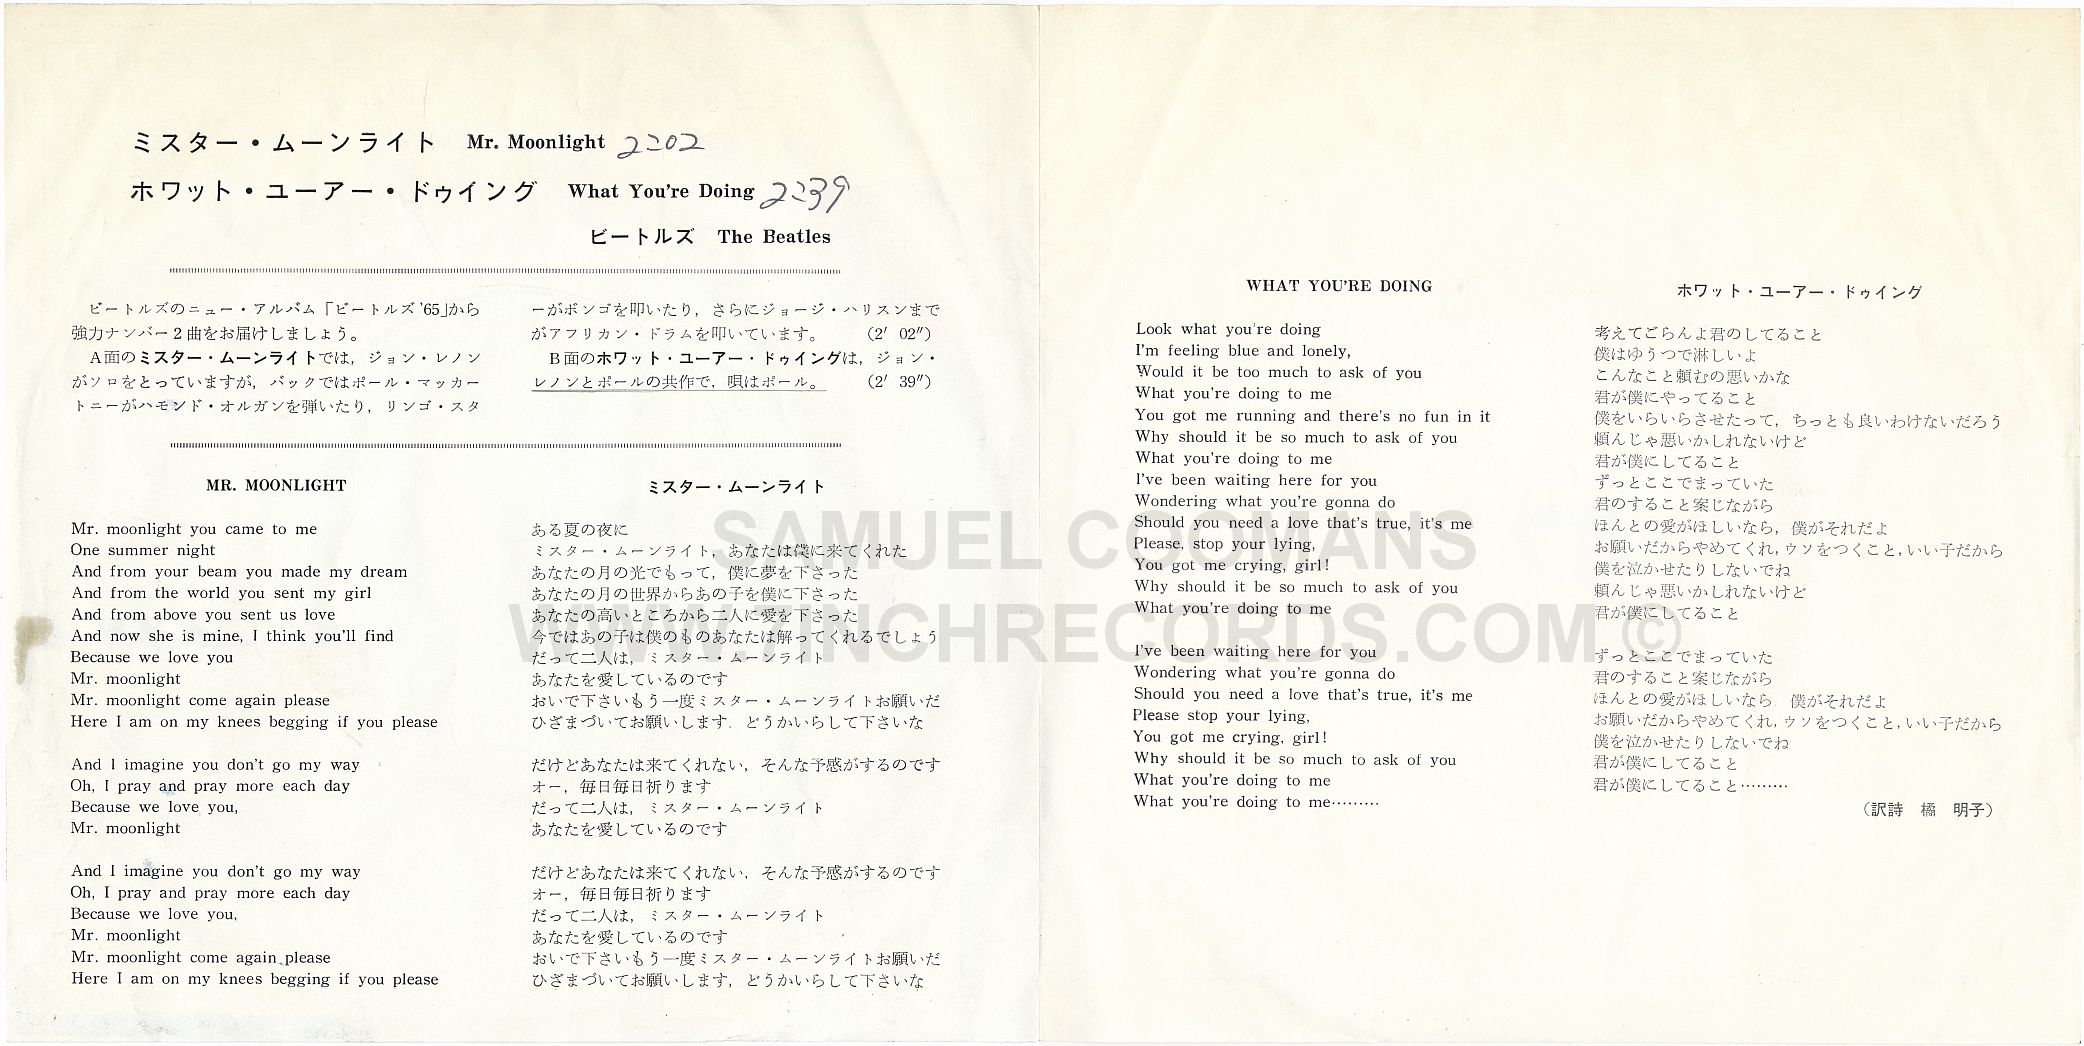 ミスター・ムーンライト Mr. Moonlight 2:02
ホワット・ユーアー・ドゥイング What You're Doing 2:39
ビートルズ The Beatles
ビートルズのニュー・アルバム「ビートルズ '65」から
強力ナンバー2曲をお届けしましょう。
A面のミスター・ムーンライトでは，ジョン・レノン
がソロをとっていますが，バックではポール・マッカー
トニーがハモンド・オルガンを弾いたり，リンゴ・スタ
ーがボンゴを叩いたり，さらにジョージ・ハリスンまで
がアフリカン・ドラムを叩いています。 (2′ 02″)
B面のホワット・ユーアー・ドゥイングは，ジョン・
レノンとポールの共作で，唄はポール。 (2′ 39″)
MR. MOONLIGHT
Mr. moonlight you came to me
One summer night
And from your beam you made my dream
And from the world you sent my girl
And from above you sent us love
And now she is mine, I think you'll find
Because we love you
Mr. moonlight
Mr. moonlight come again please
Here I am on my knees begging if you please
And I imagine you don't go my way
Oh, I pray and pray more each day
Because we love you,
Mr. moonlight
And I imagine you don't go my way
Oh, I pray and pray more each day
Because we love you,
Mr. moonlight
Mr. moonlight come again please
Here I am on my knees begging if you please
ミスター・ムーンライト
ある夏の夜に
ミスター・ムーンライト，あなたは僕に来てくれた
あなたの月の光でもって，僕に夢を下さった
あなたの月の世界からあの子を僕に下さった
あなたの高いところから二人に愛を下さった
今ではあの子は僕のものあなたは解ってくれるでしょう
だって二人は，ミスター・ムーンライト
あなたを愛しているのです
おいで下さいもう一度ミスター・ムーンライトお願いだ
ひざまづいてお願いします．どうかいらして下さいな
だけどあなたは来てくれない，そんな予感がするのです
オー，毎日毎日祈ります
だって二人は，ミスター・ムーンライト
あなたを愛しているのです
だけどあなたは来てくれない，そんな予感がするのです
オー，毎日毎日祈ります
だって二人は，ミスター・ムーンライト
あなたを愛しているのです
おいで下さいもう一度ミスター・ムーンライトお願いだ
ひざまづいてお願いします，どうかいらして下さいな
WHAT YOU'RE DOING
Look what you're doing
I'm feeling blue and lonely,
Would it be too much to ask of you
What you're doing to me
You got me running and there's no fun in it
Why should it be so much to ask of you
What you're doing to me
I've been waiting here for you
Wondering what you're gonna do
Should you need a love that's true, it's me
Please, stop your lying,
You got me crying, girl!
Why should it be so much to ask of you
What you're doing to me
I've been waiting here for you
Wondering what you're gonna do
Should you need a love that's true, it's me
Please stop your lying,
You got me crying, girl!
Why should it be so much to ask of you
What you're doing to me
What you're doing to me………
ホワット・ユーアー・ドゥイング
考えてごらんよ君のしてること
僕はゆうつで淋しいよ
こんなこと頼むの悪いかな
君が僕にやってること
僕をいらいらさせたって，ちっとも良いわけないだろう
頼んじゃ悪いかしれないけど
君が僕にしてること
ずっとここでまっていた
君のすること案じながら
ほんとの愛がほしいなら，僕がそれだよ
お願いだからやめてくれ，ウソをつくこと，いい子だから
僕を泣かせたりしないでね
頼んじゃ悪いかしれないけど
君が僕にしてること
ずっとここでまっていた
君のすること案じながら
ほんとの愛がほしいなら 僕がそれだよ
お願いだからやめてくれ，ウソをつくこと，いい子だから
僕を泣かせたりしないでね
君が僕にしてること
君が僕にしてること………
（訳詩 橘 明子）
SAMUEL COOMANS
WWW.YANCHRECORDS.COM ©